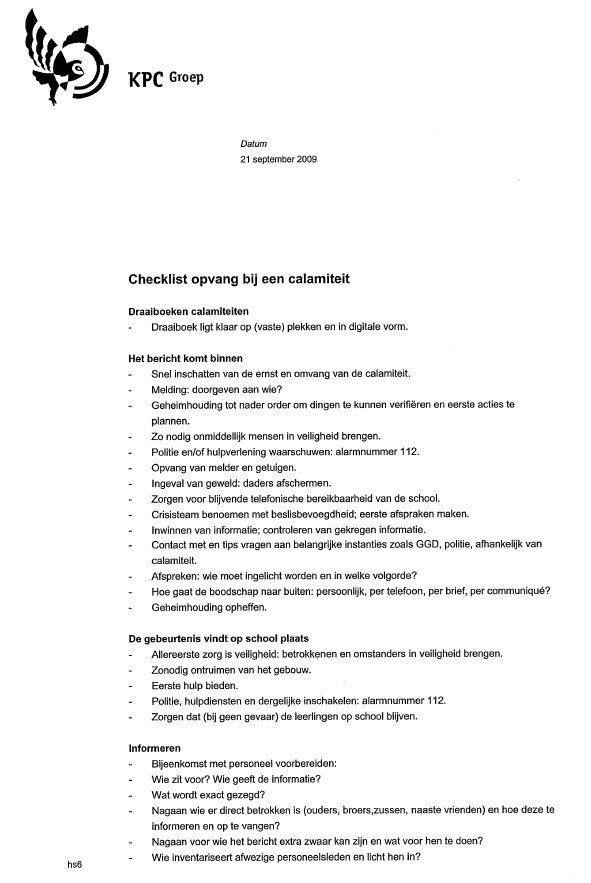 KPC Groep
Datum
21 september 2009
Checklist opvang bij een calamiteit
Draaiboeken calamiteiten
- Draaiboek ligt klaar op (vaste) plekken en in digitale vorm.
Het bericht komt binnen
- Snel inschatten van de ernst en omvang van de calamiteit.
- Melding: doorgeven aan wie?
- Geheimhouding tot nader order om dingen te kunnen verifiëren en eerste acties te
plannen.
- Zo nodig onmiddellijk mensen in veiligheid brengen.
- Politie en/of hulpverlening waarschuwen: alarmnummer 112.
- Opvang van melder en getuigen.
- Ingeval van geweld: daders afschermen.
- Zorgen voor blijvende telefonische bereikbaarheid van de school.
- Crisisteam benoemen met beslisbevoegdheid; eerste afspraken maken.
- Inwinnen van informatie; controleren van gekregen informatie.
- Contact met en tips vragen aan belangrijke instanties zoals GGD, politie, afhankelijk van
calamiteit.
- Afspreken: wie moet ingelicht worden en in welke volgorde?
- Hoe gaat de boodschap naar buiten: persoonlijk, per telefoon, per brief, per communiqué?
- Geheimhouding opheffen.
De gebeurtenis vindt op school plaats
- Allereerste zorg is veiligheid: betrokkenen en omstanders in veiligheid brengen.
- Zonodig ontruimen van het gebouw.
- Eerste hulp bieden.
- Politie, hulpdiensten en dergelijke inschakelen: alarmnummer 112.
- Zorgen dat (bij geen gevaar) de leerlingen op school blijven.
Informeren
- Bijeenkomst met personeel voorbereiden:
- Wie zit voor? Wie geeft de informatie?
- Wat wordt exact gezegd?
- Nagaan wie er direct betrokken is (ouders, broers,zussen, naaste vrienden) en hoe deze te
informeren en op te vangen?
- Nagaan voor wie het bericht extra zwaar kan zijn en wat voor hen te doen?
- Wie inventariseert afwezige personeelsleden en licht hen in?
hs6